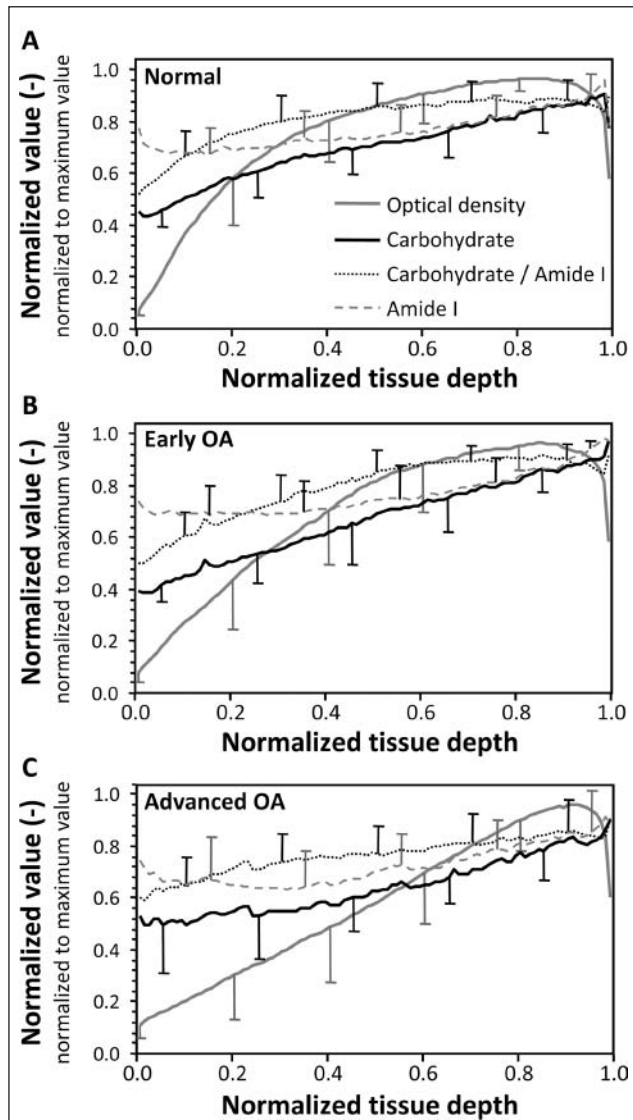 A
Normal
Normalized value (-)
normalized to maximum value
1.0
0.8
0.6
0.4
0.2
0.0
Optical density
Carbohydrate
Carbohydrate / Amide I
Amide I
0.0 0.2 0.4 0.6 0.8 1.0
Normalized tissue depth
B
Early OA
Normalized value (-)
normalized to maximum value
1.0
0.8
0.6
0.4
0.2
0.0
0.0 0.2 0.4 0.6 0.8 1.0
Normalized tissue depth
C
Advanced OA
Normalized value (-)
normalized to maximum value
1.0
0.8
0.6
0.4
0.2
0.0
0.0 0.2 0.4 0.6 0.8 1.0
Normalized tissue depth